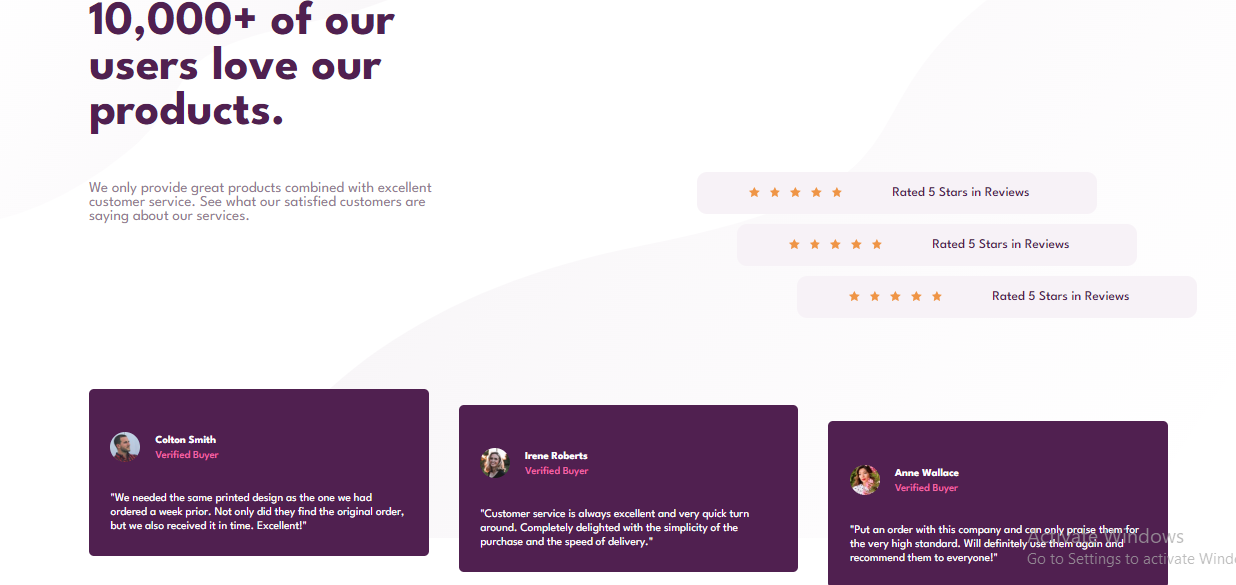 10,000+ of our
users love our
products.
We only provide great products combined with excellent
customer service. See what our satisfied customers are
saying about our services.
Rated 5 Stars in Reviews
Rated 5 Stars in Reviews
Rated 5 Stars in Reviews
Colton Smith
Verified Buyer
"We needed the same printed design as the one we had
ordered a week prior. Not only did they find the original order,
but we also received it in time. Excellent!"
Irene Roberts
Verified Buyer
"Customer service is always excellent and very quick turn
around. Completely delighted with the simplicity of the
purchase and the speed of delivery."
Anne Wallace
Verified Buyer
"Put an order with this company and can only praise them for
the very high standard. Will definitely use them again and
recommend them to everyone!"
Activate Windows
Go to Settings to activate Wind